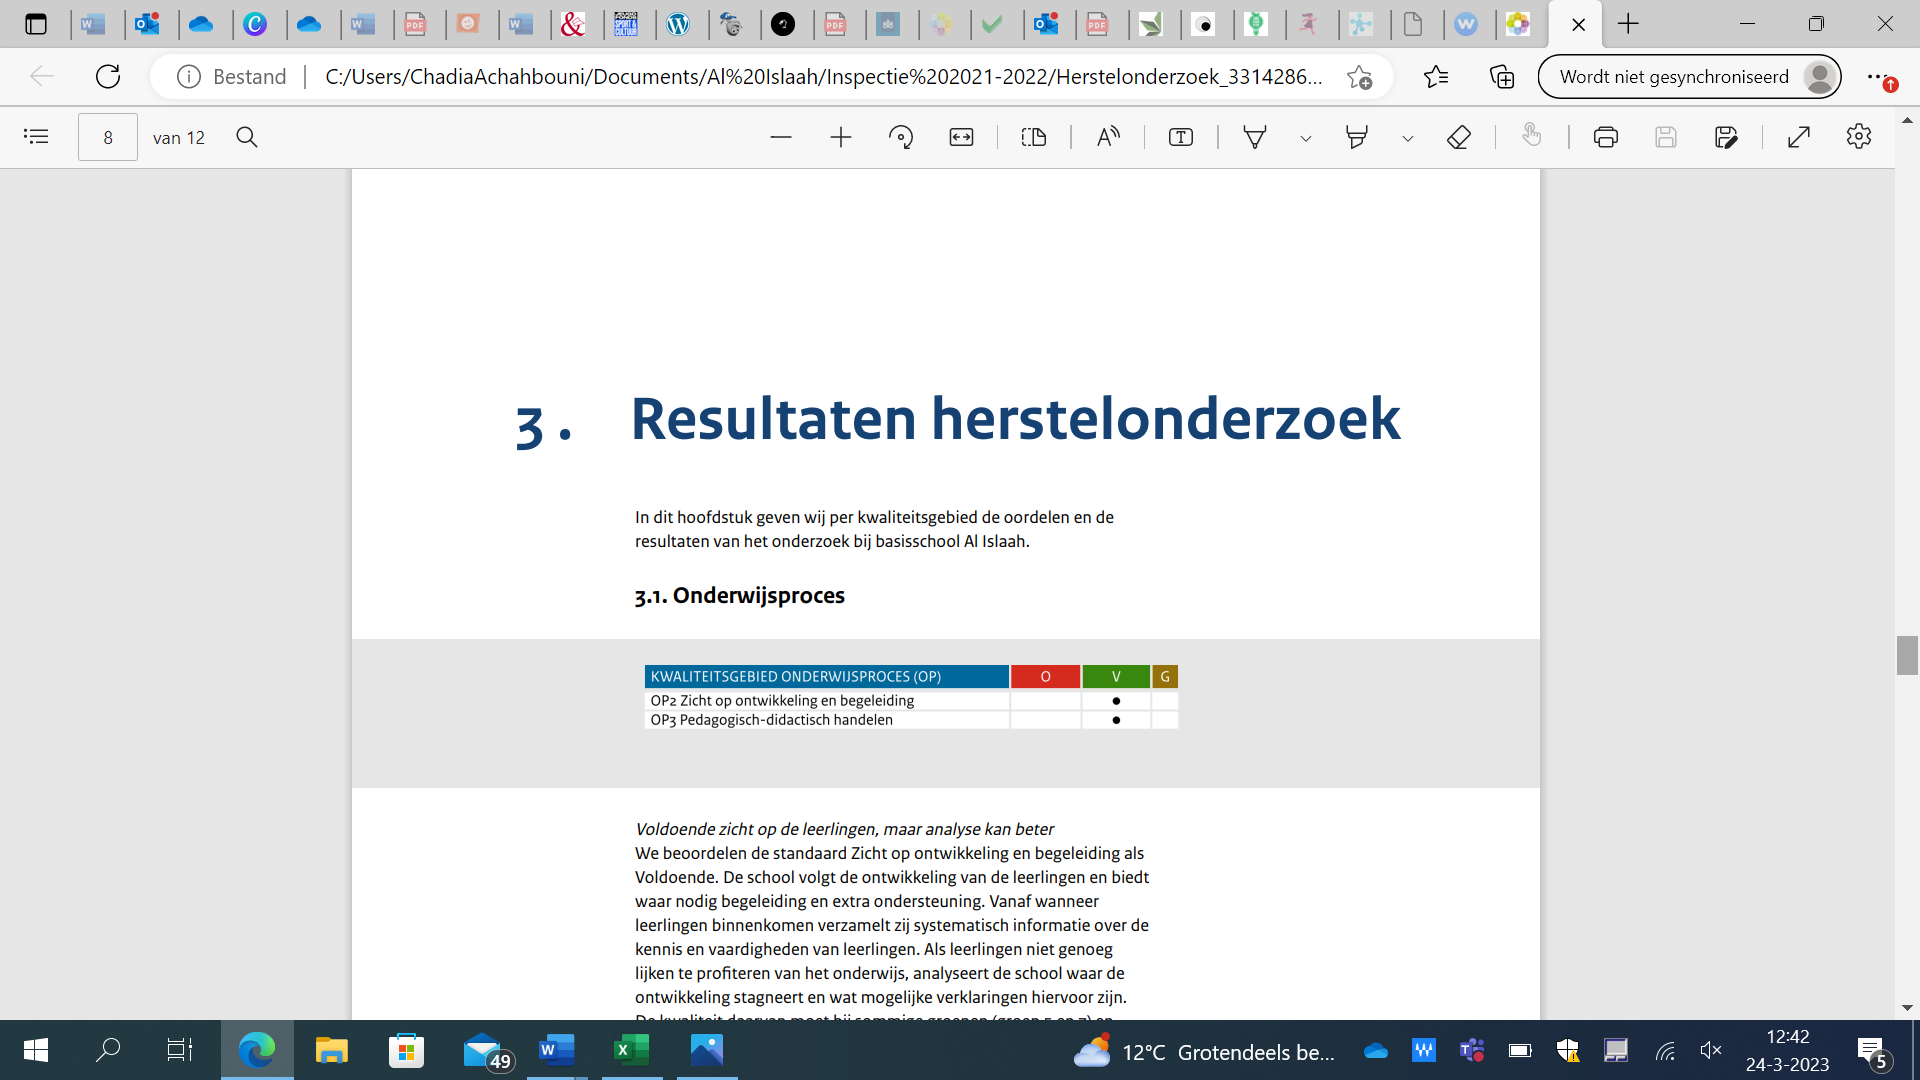 Bestand
C:/Users/ChadiaAchahbouni/Documents/Al%20Islaah/Inspectie%202021-2022/Herstelonderzoek_3314286...
Wordt niet gesynchroniseerd
8 van 12
3. Resultaten herstelonderzoek
In dit hoofdstuk geven wij per kwaliteitsgebied de oordelen en de
resultaten van het onderzoek bij basisschool Al Islaah.
3.1. Onderwijsproces
KWALITEITSGEBIED ONDERWIJSPROCES (OP) O V G
OP2 Zicht op ontwikkeling en begeleiding ●
OP3 Pedagogisch-didactisch handelen ●
Voldoende zicht op de leerlingen, maar analyse kan beter
We beoordelen de standaard Zicht op ontwikkeling en begeleiding als
Voldoende. De school volgt de ontwikkeling van de leerlingen en biedt
waar nodig begeleiding en extra ondersteuning. Vanaf wanneer
leerlingen binnenkomen verzamelt zij systematisch informatie over de
kennis en vaardigheden van leerlingen. Als leerlingen niet genoeg
lijken te profiteren van het onderwijs, analyseert de school waar de
ontwikkeling stagneert en wat mogelijke verklaringen hiervoor zijn.
49
12°C Grotendeels be...
12:42
24-3-2023
5